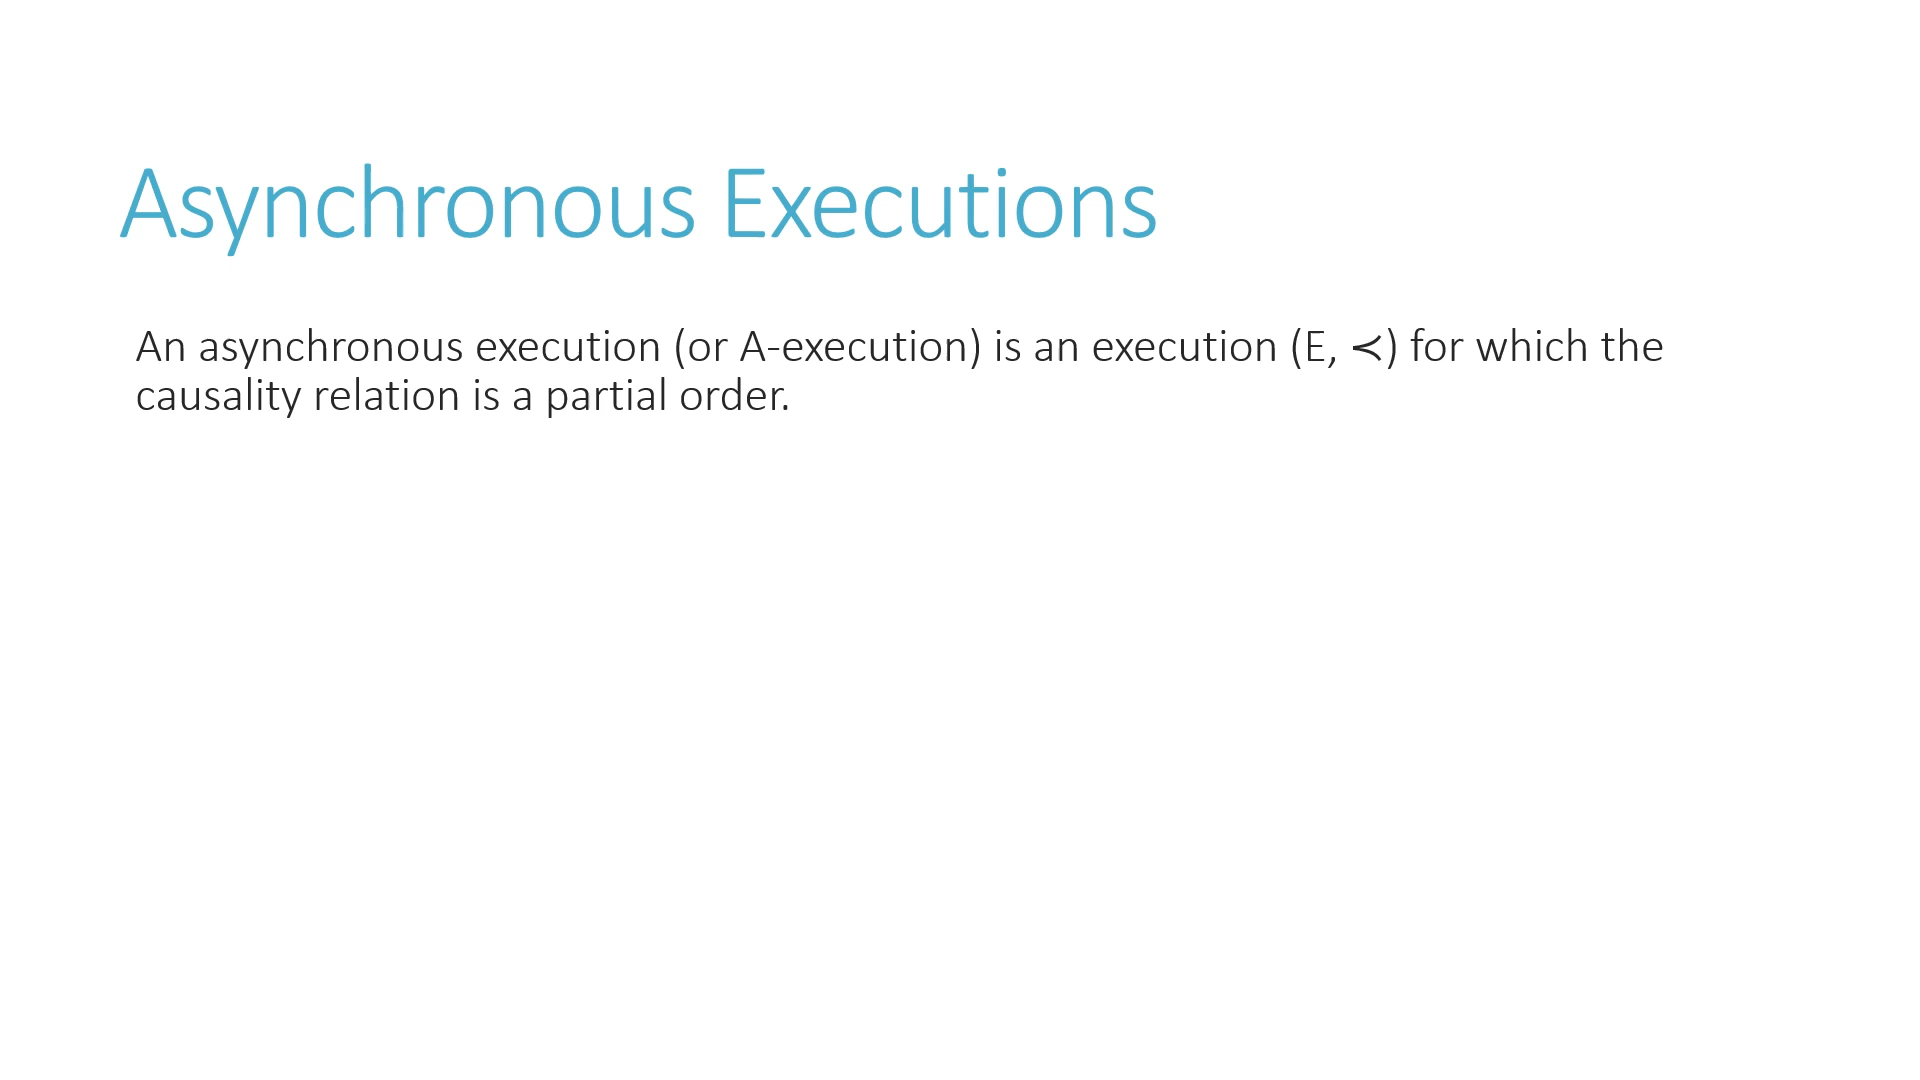 Asynchronous Executions
An asynchronous execution (or A-execution) is an execution (E, ≺) for which the
causality relation is a partial order.